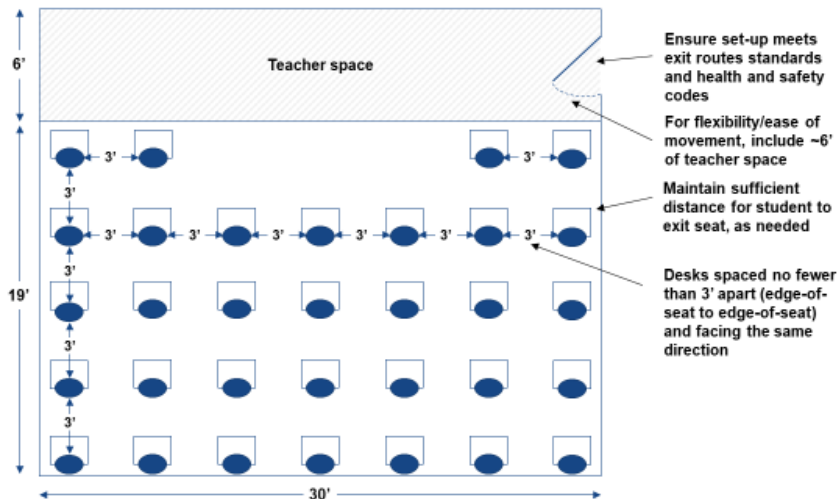 6’
Teacher space
Ensure set-up meets
exit routes standards
and health and safety
codes
For flexibility/ease of
movement, include ~6’
of teacher space
3’
3’
3’
Maintain sufficient
distance for student to
exit seat, as needed
3’
3’
3’
3’
3’
3’
19’
3’
Desks spaced no fewer
than 3’ apart (edge-of-
seat to edge-of-seat)
and facing the same
direction
3’
3’
30’